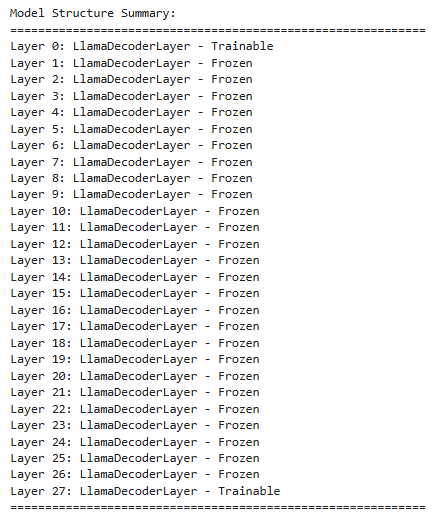 Model Structure Summary:
============================================================
Layer 0: LlamaDecoderLayer - Trainable
Layer 1: LlamaDecoderLayer - Frozen
Layer 2: LlamaDecoderLayer - Frozen
Layer 3: LlamaDecoderLayer - Frozen
Layer 4: LlamaDecoderLayer - Frozen
Layer 5: LlamaDecoderLayer - Frozen
Layer 6: LlamaDecoderLayer - Frozen
Layer 7: LlamaDecoderLayer - Frozen
Layer 8: LlamaDecoderLayer - Frozen
Layer 9: LlamaDecoderLayer - Frozen
Layer 10: LlamaDecoderLayer - Frozen
Layer 11: LlamaDecoderLayer - Frozen
Layer 12: LlamaDecoderLayer - Frozen
Layer 13: LlamaDecoderLayer - Frozen
Layer 14: LlamaDecoderLayer - Frozen
Layer 15: LlamaDecoderLayer - Frozen
Layer 16: LlamaDecoderLayer - Frozen
Layer 17: LlamaDecoderLayer - Frozen
Layer 18: LlamaDecoderLayer - Frozen
Layer 19: LlamaDecoderLayer - Frozen
Layer 20: LlamaDecoderLayer - Frozen
Layer 21: LlamaDecoderLayer - Frozen
Layer 22: LlamaDecoderLayer - Frozen
Layer 23: LlamaDecoderLayer - Frozen
Layer 24: LlamaDecoderLayer - Frozen
Layer 25: LlamaDecoderLayer - Frozen
Layer 26: LlamaDecoderLayer - Frozen
Layer 27: LlamaDecoderLayer - Trainable
============================================================